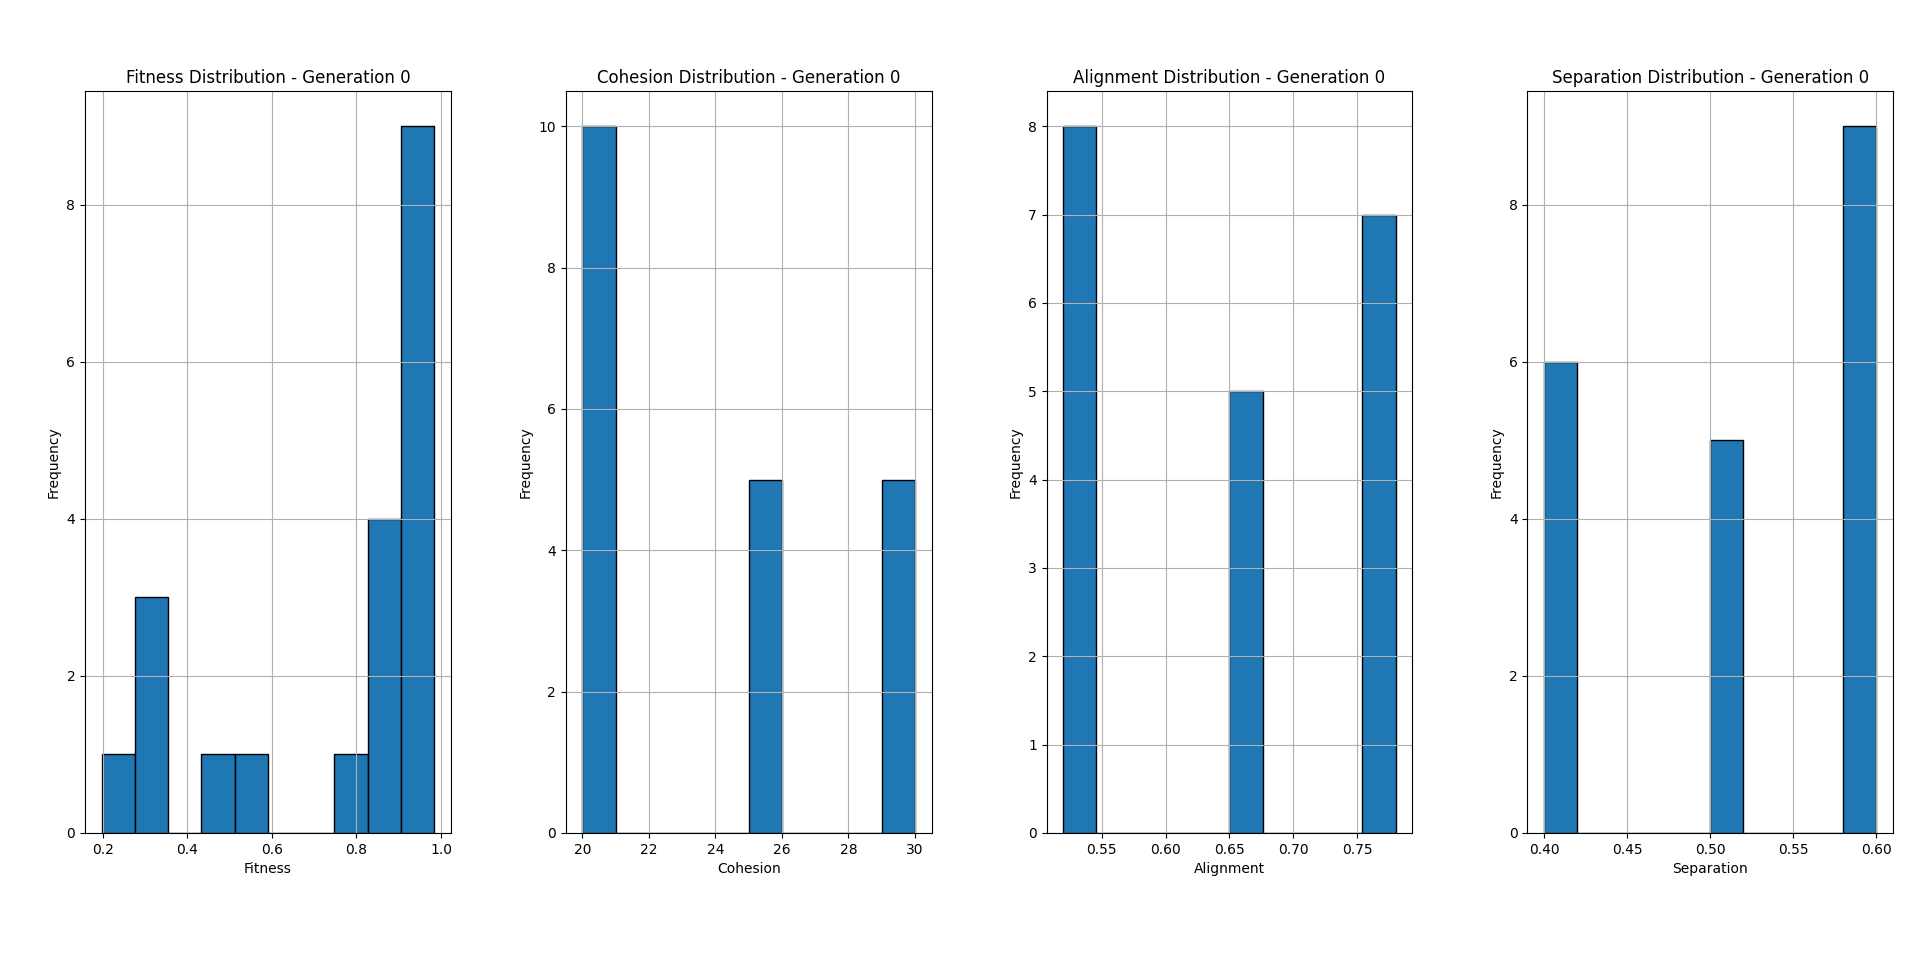 Fitness Distribution - Generation 0
Frequency
8
6
4
2
0
0.2 0.4 0.6 0.8 1.0
Fitness
Cohesion Distribution - Generation 0
Frequency
10
8
6
4
2
0
20 22 24 26 28 30
Cohesion
Alignment Distribution - Generation 0
Frequency
8
7
6
5
4
3
2
1
0
0.55 0.60 0.65 0.70 0.75
Alignment
Separation Distribution - Generation 0
Frequency
8
6
4
2
0
0.40 0.45 0.50 0.55 0.60
Separation